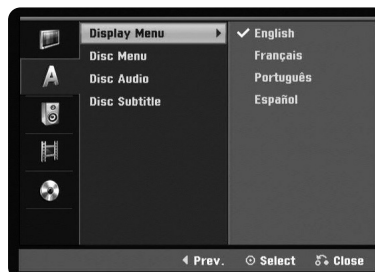 A
Display Menu
Disc Menu
Disc Audio
Disc Subtitle
English
Français
Português
Español
Prev.
Select
Close